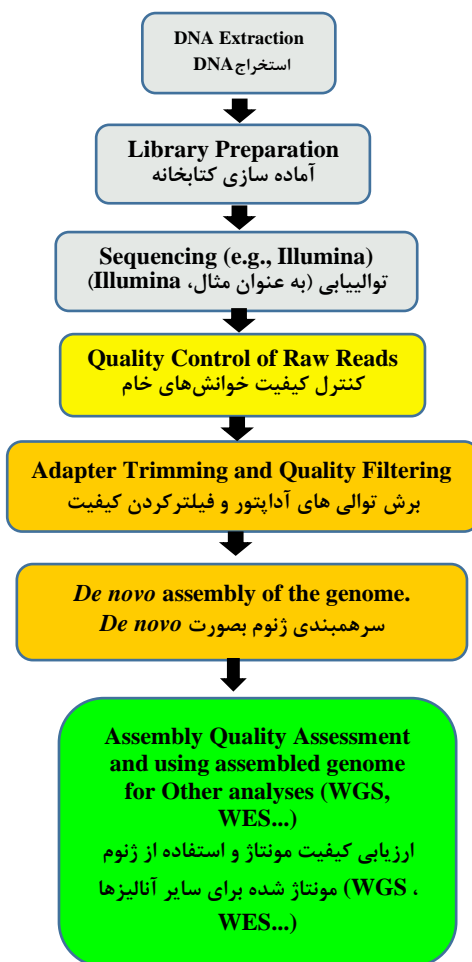 DNA Extraction
استخراج DNA
Library Preparation
آماده سازی کتابخانه
Sequencing (e.g., Illumina)
توالییابی (به عنوان مثال، Illumina)
Quality Control of Raw Reads
کنترل کیفیت خوانش‌های خام
Adapter Trimming and Quality Filtering
برش توالی های آداپتور و فیلترکردن کیفیت
De novo assembly of the genome.
سرهمبندی ژنوم بصورت De novo
Assembly Quality Assessment
and using assembled genome
for Other analyses (WGS,
WES...)
ارزیابی کیفیت مونتاژ و استفاده از ژنوم
مونتاژ شده برای سایر آنالیزها (WGS ،
WES...)